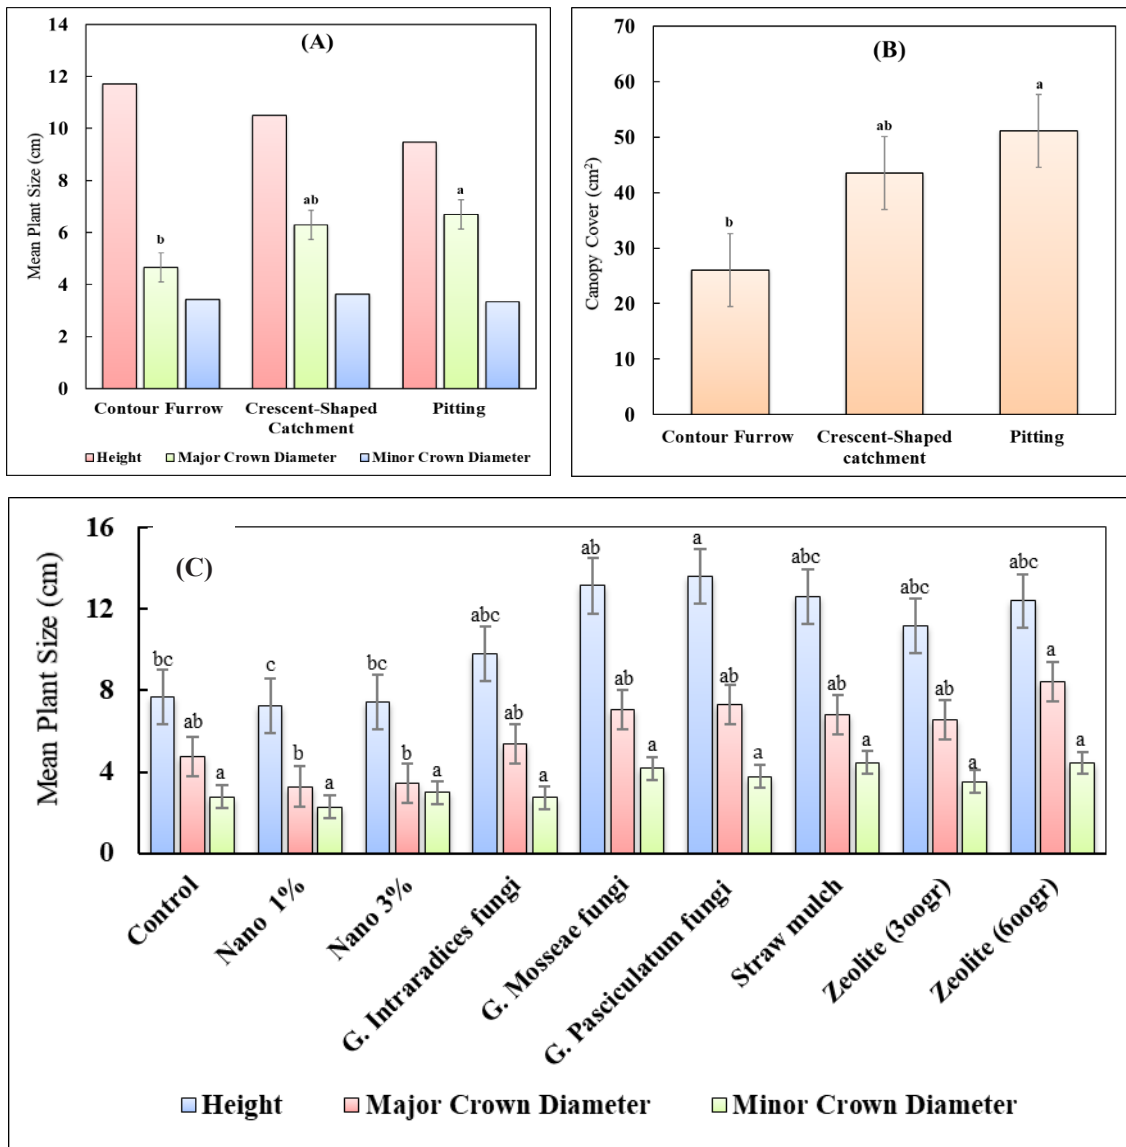 (A)
Mean Plant Size (cm)
14
12
10
8
6
4
2
0
b
ab
a
Contour Furrow
Crescent-Shaped
Catchment
Pitting
Height
Major Crown Diameter
Minor Crown Diameter
(B)
Canopy Cover (cm²)
70
60
50
40
30
20
10
0
b
ab
a
Contour Furrow
Crescent-Shaped
catchment
Pitting
(C)
Mean Plant Size (cm)
16
12
8
4
0
bc
ab
a
c
b
a
bc
b
a
abc
ab
a
ab
ab
a
a
ab
a
abc
ab
a
abc
ab
a
abc
a
a
Control
Nano 1%
Nano 3%
G. Intraradices fungi
G. Mosseae fungi
G. Pasciculatum fungi
Straw mulch
Zeolite (300gr)
Zeolite (600gr)
Height
Major Crown Diameter
Minor Crown Diameter